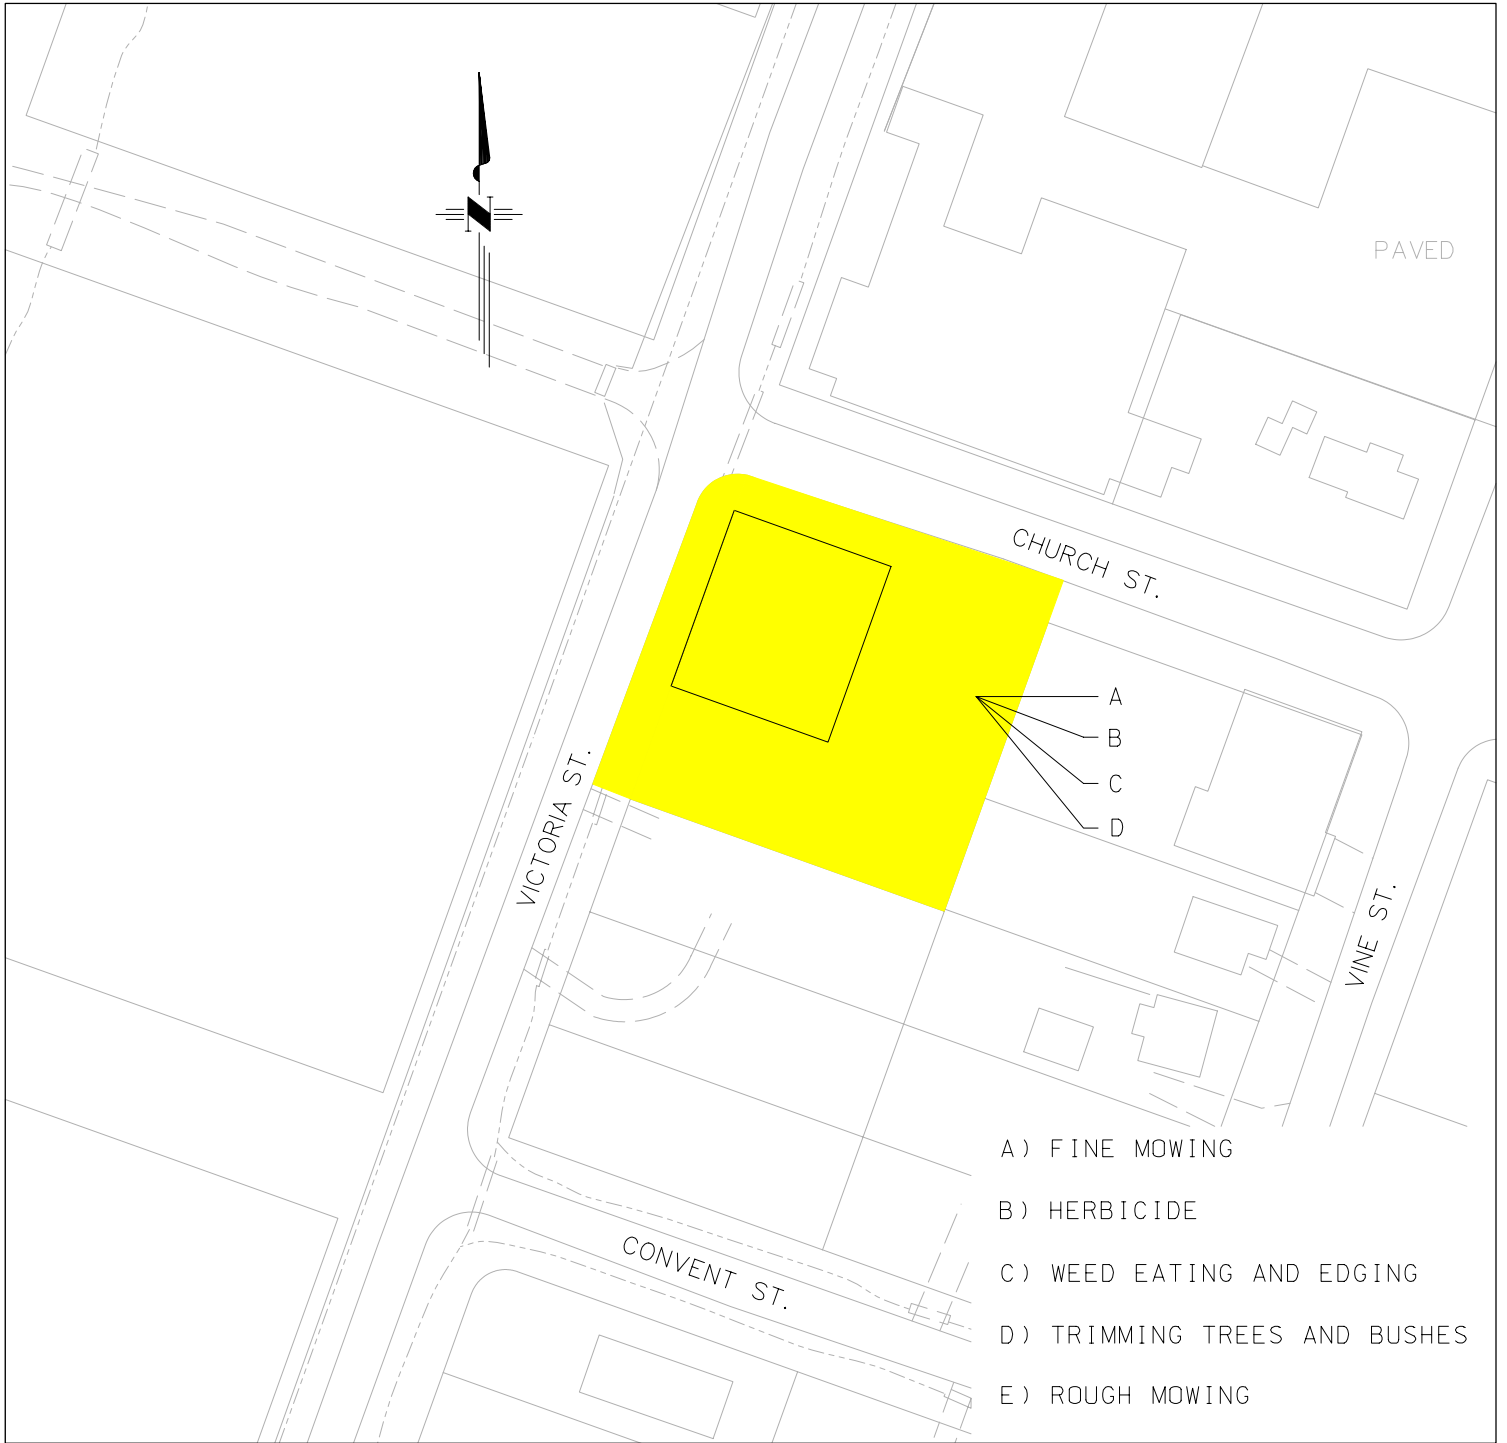 N
PAVED
CHURCH ST.
A
B
C
D
VICTORIA ST.
VINE ST.
CONVENT ST.
A) FINE MOWING
B) HERBICIDE
C) WEED EATING AND EDGING
D) TRIMMING TREES AND BUSHES
E) ROUGH MOWING